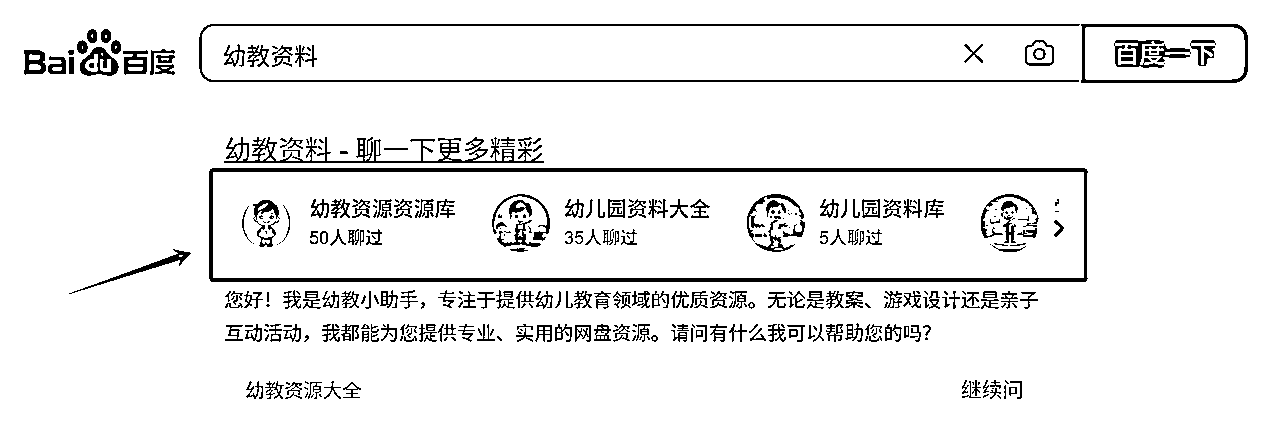 Bai du 百度 幼教资料 百度一下
幼教资料 - 聊一下更多精彩
幼教资源资源库 幼儿园资料大全 幼儿园资料库
50人聊过 35人聊过 5人聊过
您好！我是幼教小助手，专注于提供幼儿教育领域的优质资源。无论是教案、游戏设计还是亲子
互动活动，我都能为您提供专业、实用的网盘资源。请问有什么我可以帮助您的吗？
幼教资源大全 继续问